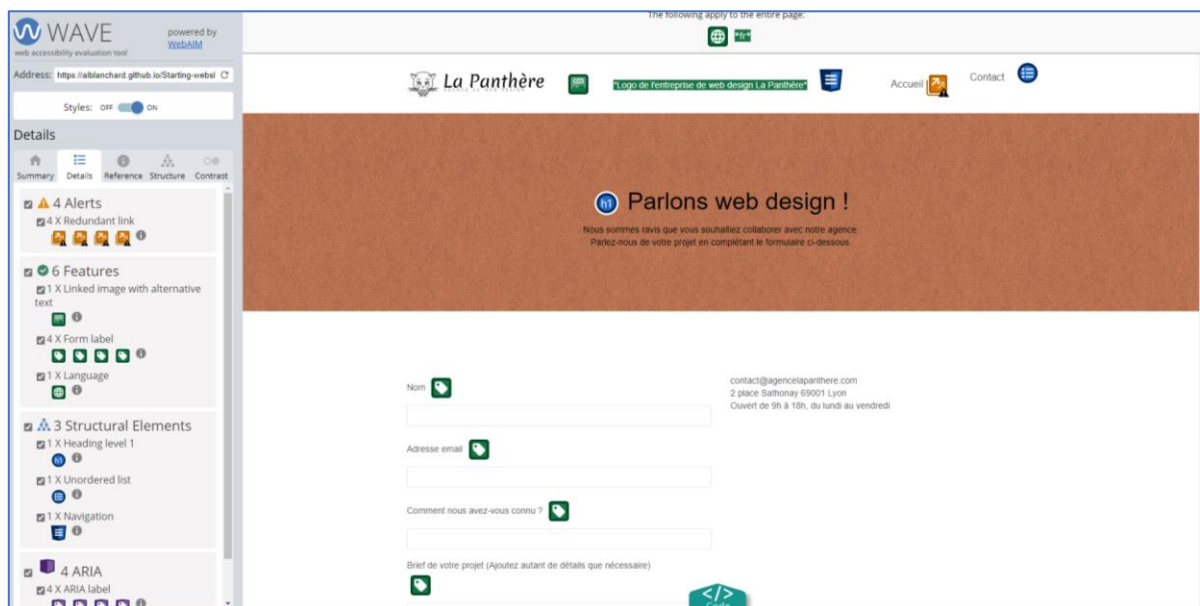 WAVE
powered by
WebAIM
web accessibility evaluation tool
Address: https://alblanchard.github.io/Starting-websi
Styles: OFF ON
Details
Summary Details Reference Structure Contrast
4 Alerts
4 X Redundant link
6 Features
1 X Linked image with alternative
text
4 X Form label
1 X Language
3 Structural Elements
1 X Heading level 1
h1
1 X Unordered list
1 X Navigation
4 ARIA
4 X ARIA label
The following apply to the entire page:
*fr*
La Panthère
*Logo de l'entreprise de web design La Panthère*
Accueil
Contact
h1 Parlons web design !
Nous sommes ravis que vous souhaitiez collaborer avec notre agence.
Parlez-nous de votre projet en complétant le formulaire ci-dessous.
Nom
Adresse email
Comment nous avez-vous connu ?
Brief de votre projet (Ajoutez autant de détails que nécessaire)
contact@agencelapanthere.com
2 place Sathonay 69001 Lyon
Ouvert de 9h à 18h, du lundi au vendredi
</>
Code